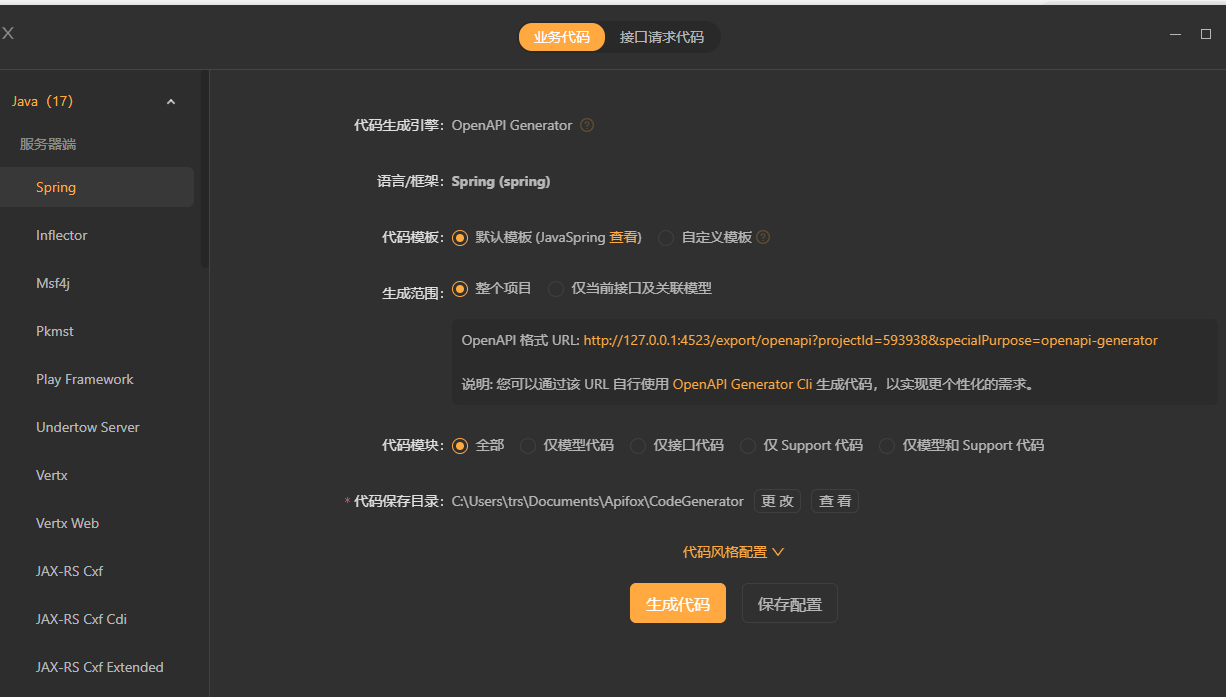 业务代码 接口请求代码
Java（17）
服务器端
Spring
Inflector
Msf4j
Pkmst
Play Framework
Undertow Server
Vertx
Vertx Web
JAX-RS Cxf
JAX-RS Cxf Cdi
JAX-RS Cxf Extended
代码生成引擎： OpenAPI Generator
语言/框架： Spring (spring)
代码模板： 默认模板 (JavaSpring 查看) 自定义模板
生成范围： 整个项目 仅当前接口及关联模型
OpenAPI 格式 URL: http://127.0.0.1:4523/export/openapi?projectId=593938&specialPurpose=openapi-generator
说明: 您可以通过该 URL 自行使用 OpenAPI Generator Cli 生成代码，以实现更个性化的需求。
代码模块： 全部 仅模型代码 仅接口代码 仅 Support 代码 仅模型和 Support 代码
* 代码保存目录： C:\Users\trs\Documents\Apifox\CodeGenerator 更改 查看
代码风格配置
生成代码 保存配置